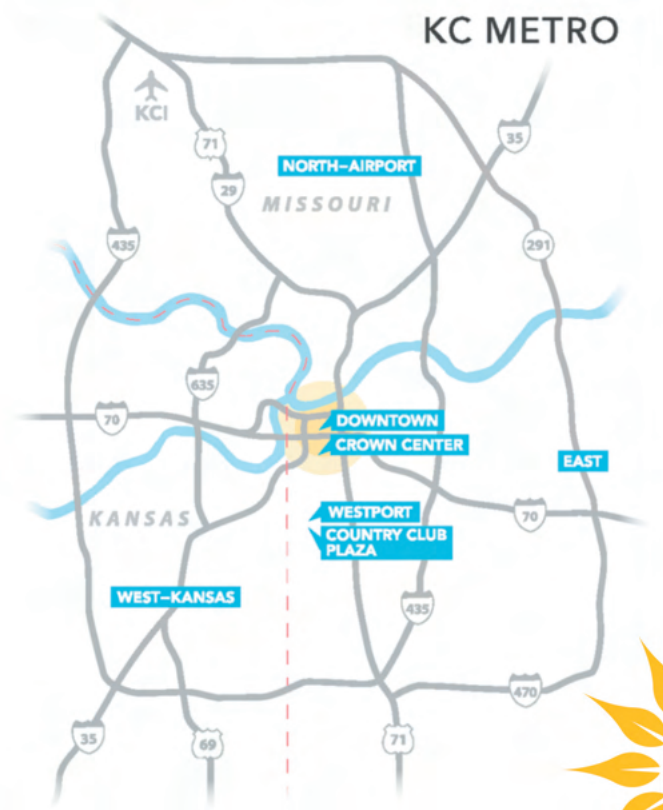 KC METRO
KCI
71
35
NORTH–AIRPORT
29
MISSOURI
435
291
635
70
DOWNTOWN
CROWN CENTER
EAST
KANSAS
WESTPORT
70
COUNTRY CLUB
PLAZA
WEST–KANSAS
435
470
35
69
71